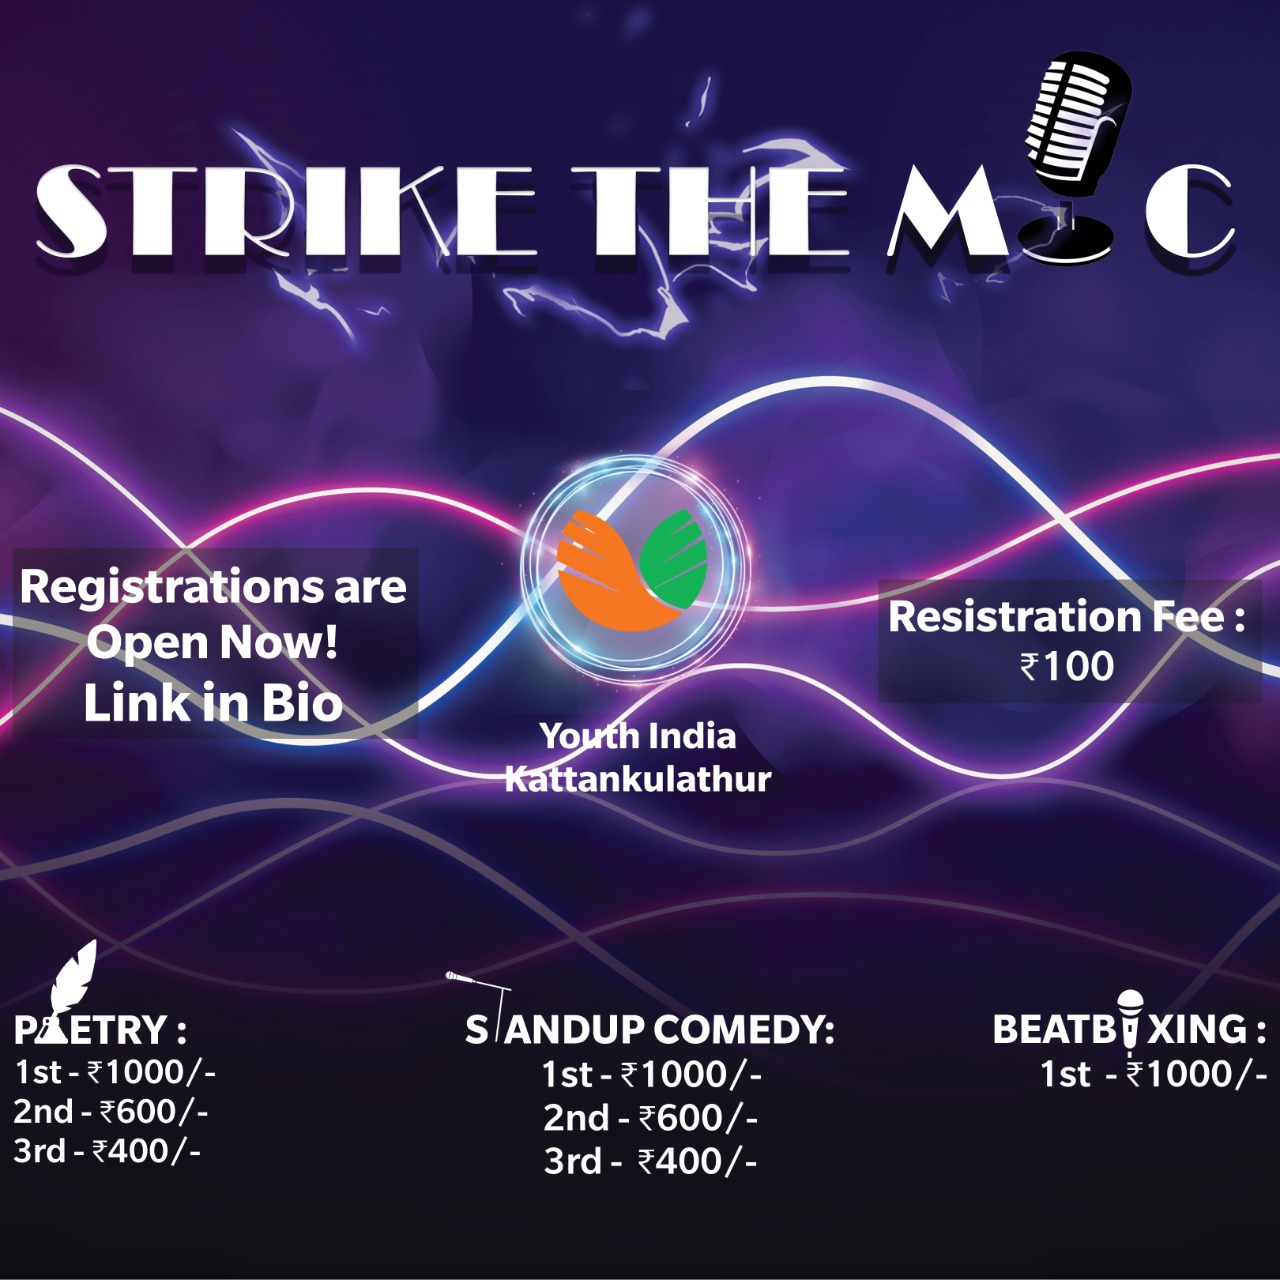 STRIKE THE MIC
Registrations are
Open Now!
Link in Bio
Resistration Fee :
₹100
Youth India
Kattankulathur
POETRY :
1st - ₹1000/-
2nd - ₹600/-
3rd - ₹400/-
STANDUP COMEDY:
1st - ₹1000/-
2nd - ₹600/-
3rd - ₹400/-
BEATBOXING :
1st - ₹1000/-